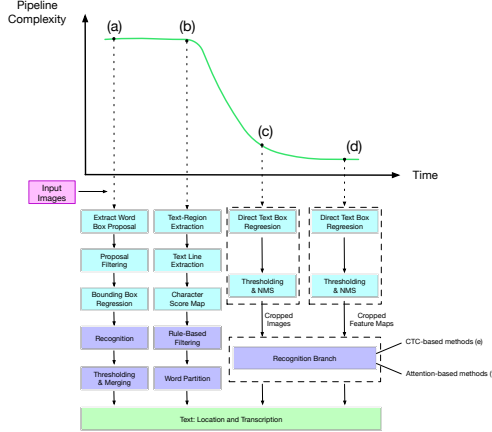 Pipeline
Complexity
(a)
(b)
(c)
(d)
Time
Input
Images
Extract Word
Box Proposal
Text-Region
Extraction
Direct Text Box
Regreesion
Direct Text Box
Regreesion
Proposal
Filtering
Text Line
Extraction
Thresholding
& NMS
Thresholding
& NMS
Bounding Box
Regression
Character
Score Map
Cropped
Images
Cropped
Feature Maps
Recognition
Rule-Based
Filtering
Recognition Branch
CTC-based methods (e)
Attention-based methods (
Thresholding
& Merging
Word Partition
Text: Location and Transcription